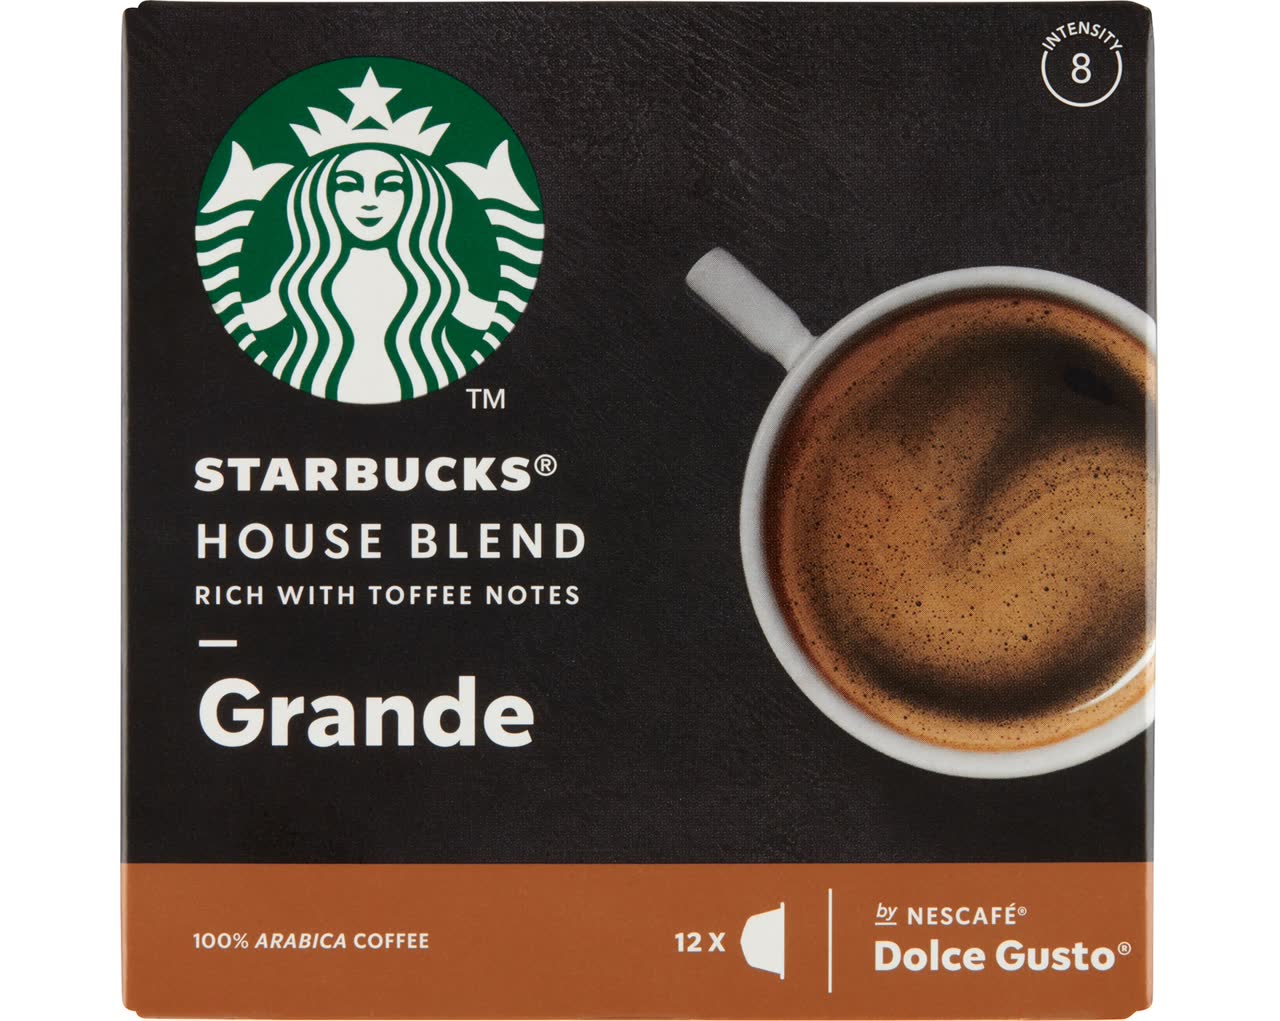 INTENSITY
8
TM
STARBUCKS®
HOUSE BLEND
RICH WITH TOFFEE NOTES
Grande
100% ARABICA COFFEE
12 X
by NESCAFÉ®
Dolce Gusto®